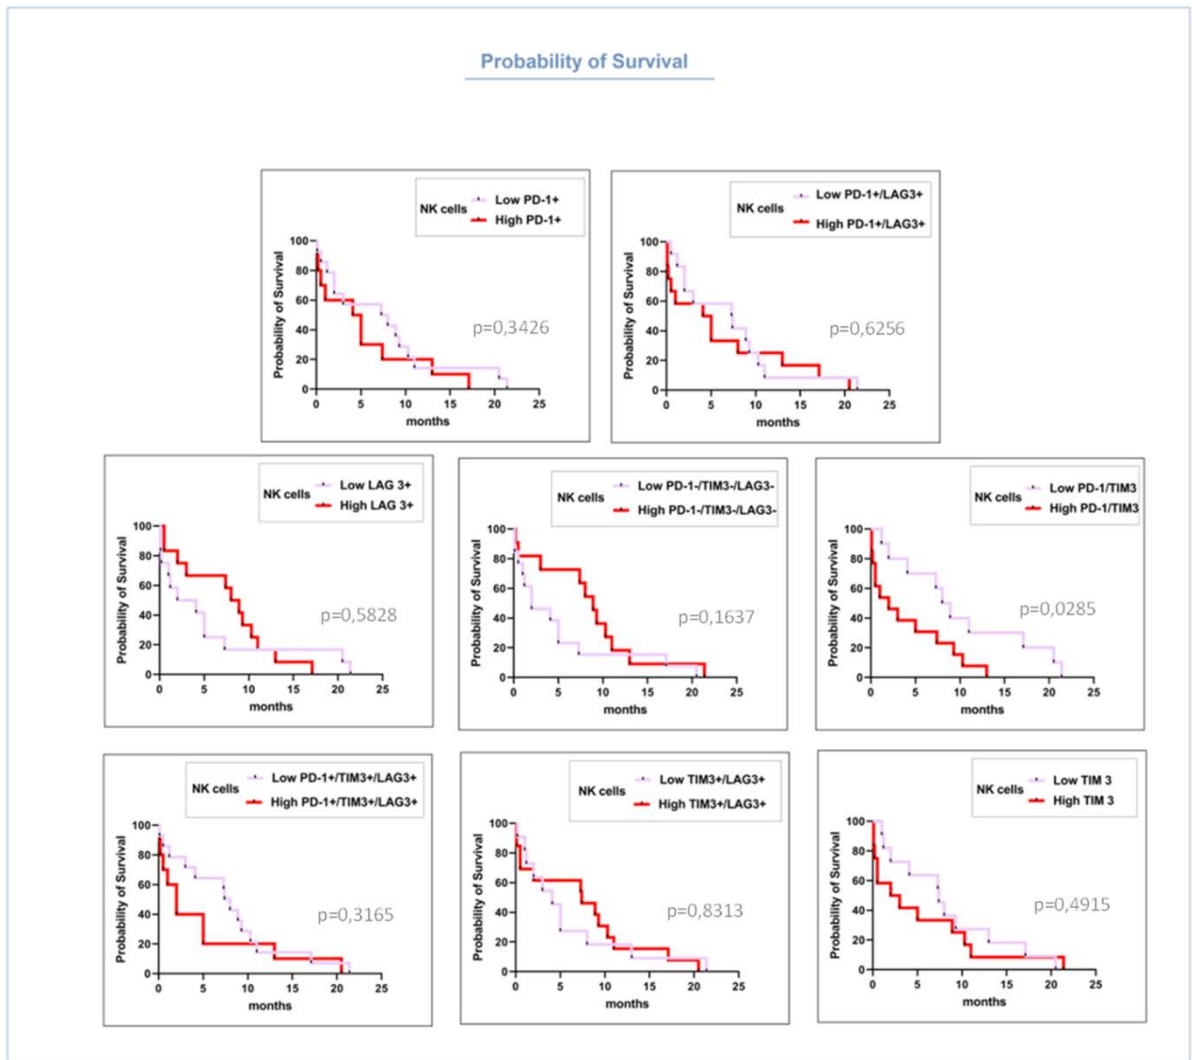 Probability of Survival
NK cells
Low PD-1+
High PD-1+
Probability of Survival
100
80
60
40
20
0
p=0,3426
0 5 10 15 20 25
months
NK cells
Low PD-1+/LAG3+
High PD-1+/LAG3+
Probability of Survival
100
80
60
40
20
0
p=0,6256
0 5 10 15 20 25
months
NK cells
Low LAG 3+
High LAG 3+
Probability of Survival
100
80
60
40
20
0
p=0,5828
0 5 10 15 20 25
months
NK cells
Low PD-1-/TIM3-/LAG3-
High PD-1-/TIM3-/LAG3-
Probability of Survival
100
80
60
40
20
0
p=0,1637
0 5 10 15 20 25
months
NK cells
Low PD-1/TIM3
High PD-1/TIM3
Probability of Survival
100
80
60
40
20
0
p=0,0285
0 5 10 15 20 25
months
NK cells
Low PD-1+/TIM3+/LAG3+
High PD-1+/TIM3+/LAG3+
Probability of Survival
100
80
60
40
20
0
p=0,3165
0 5 10 15 20 25
months
NK cells
Low TIM3+/LAG3+
High TIM3+/LAG3+
Probability of Survival
100
80
60
40
20
0
p=0,8313
0 5 10 15 20 25
months
NK cells
Low TIM 3
High TIM 3
Probability of Survival
100
80
60
40
20
0
p=0,4915
0 5 10 15 20 25
months